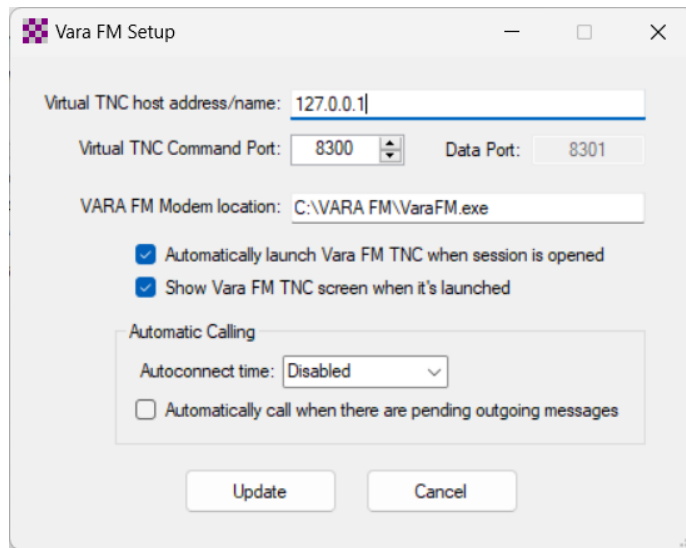 Vara FM Setup
Virtual TNC host address/name: 127.0.0.1
Virtual TNC Command Port: 8300 Data Port: 8301
VARA FM Modem location: C:\VARA FM\VaraFM.exe
Automatically launch Vara FM TNC when session is opened
Show Vara FM TNC screen when it's launched
Automatic Calling
Autoconnect time: Disabled
Automatically call when there are pending outgoing messages
Update Cancel